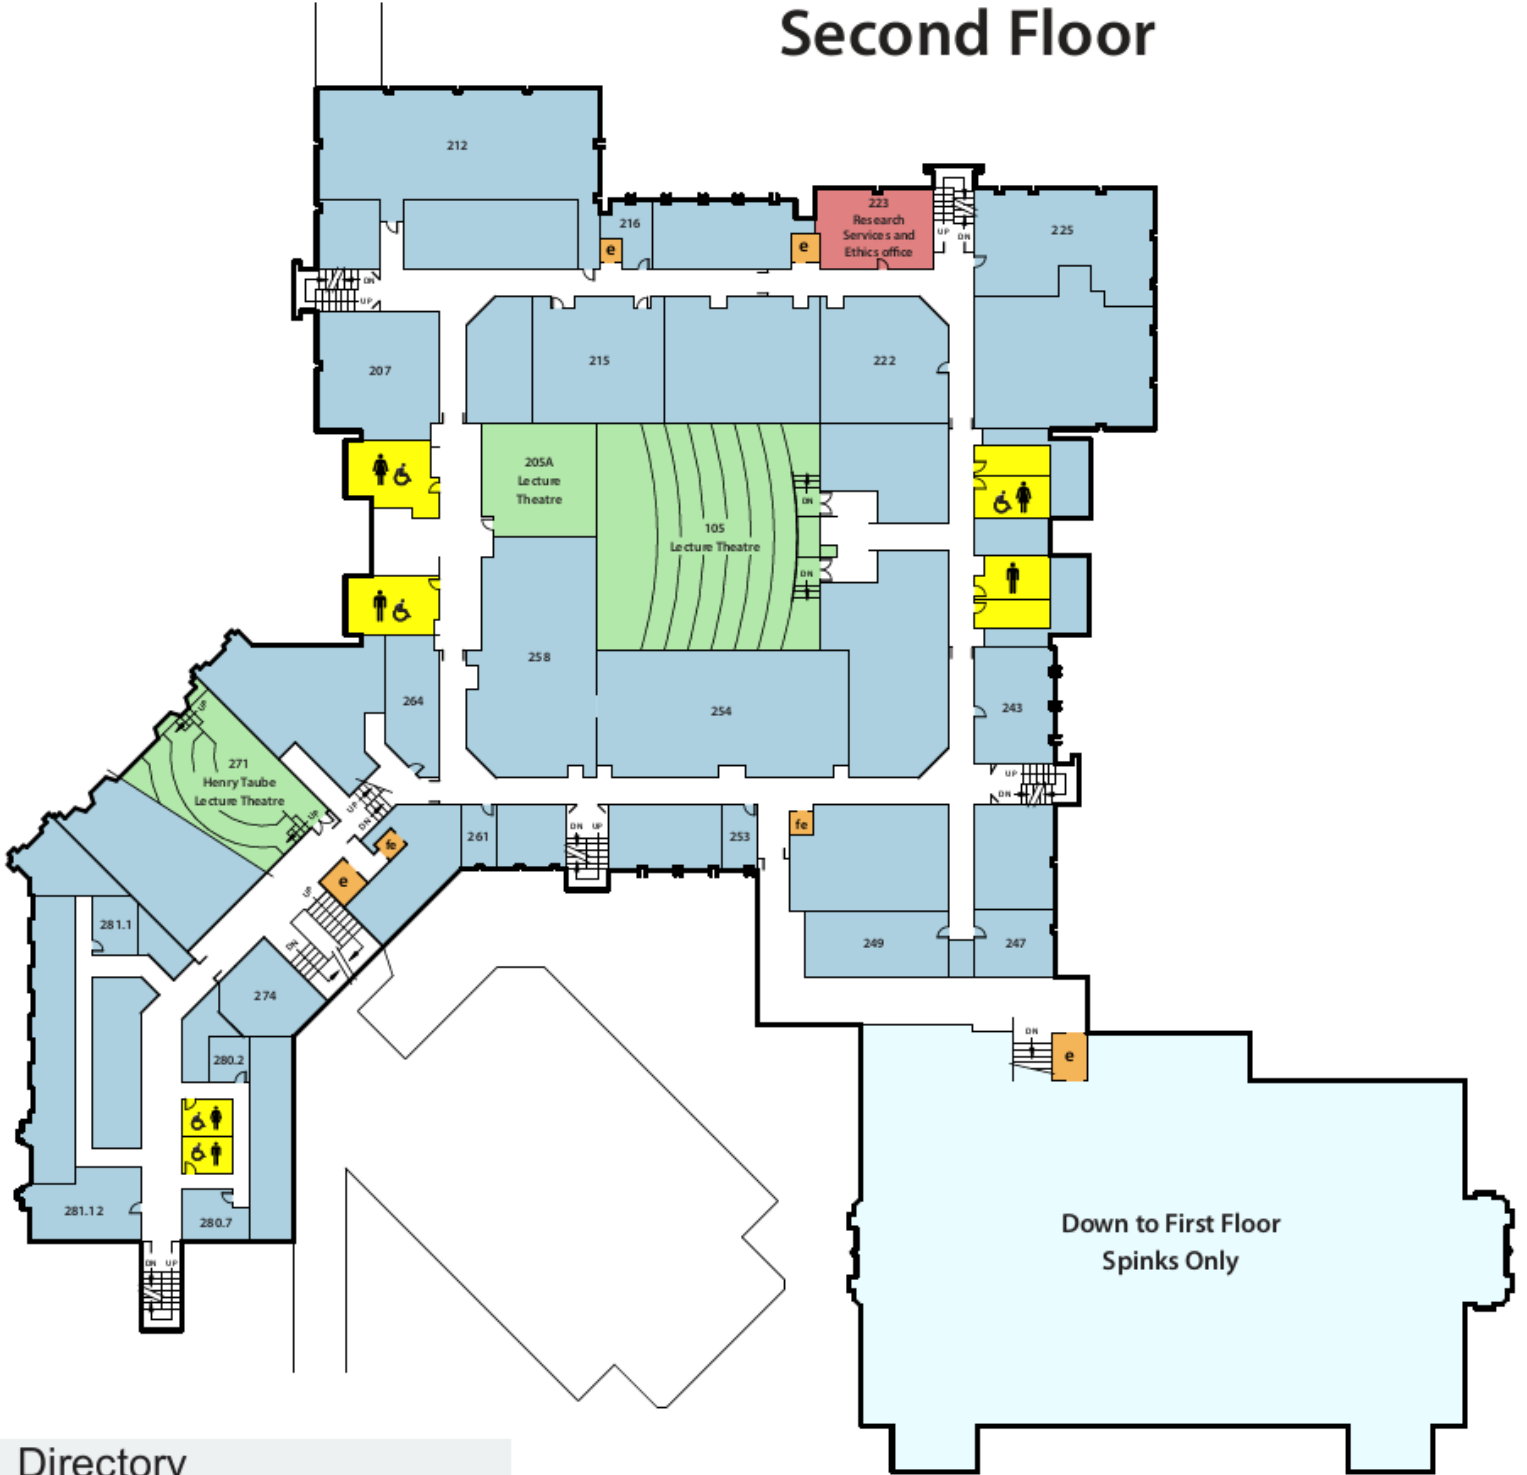 Second Floor
212
216
e
e
223
Research
Services and
Ethics office
UP
DN
225
DN
UP
207
215
222
205A
Lecture
Theatre
105
Lecture Theatre
DN
DN
258
264
254
243
UP
271
Henry Taube
Lecture Theatre
UP
UP
DN
UP
DN
261
DN
UP
253
fe
fe
e
UP
DN
281.1
249
247
274
280.2
DN
e
281.12
280.7
DN
UP
Down to First Floor
Spinks Only
Directory